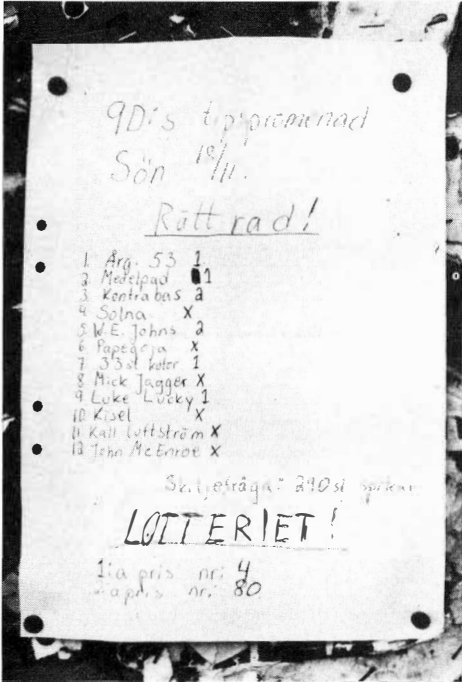 9D:s tipspromenad
Sön 18/11.
Rätt rad!
1 Årg. 53 1
2 Medelpad 1
3 Kontrabas 2
4 Solna X
5 W.E. Johns 2
6 Papegoja X
7 33 st kulor 1
8 Mick Jagger X
9 Luke Lucky 1
10 Kisel X
11 Kall luftström X
12 John McEnroe X
Skiljefråga: 290 st
LOTTERIET!
1:a pris nr: 4
2:a pris nr: 80